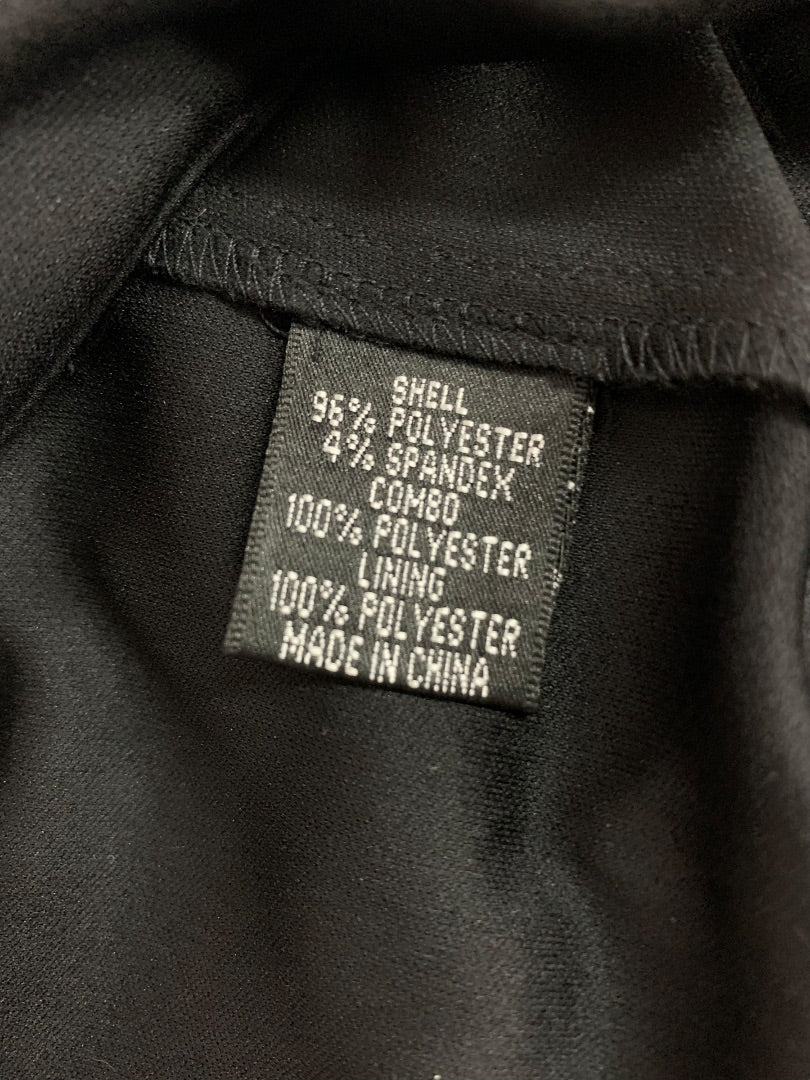 SHELL
96% POLYESTER
4% SPANDEX
COMBO
100% POLYESTER
LINING
100% POLYESTER
MADE IN CHINA